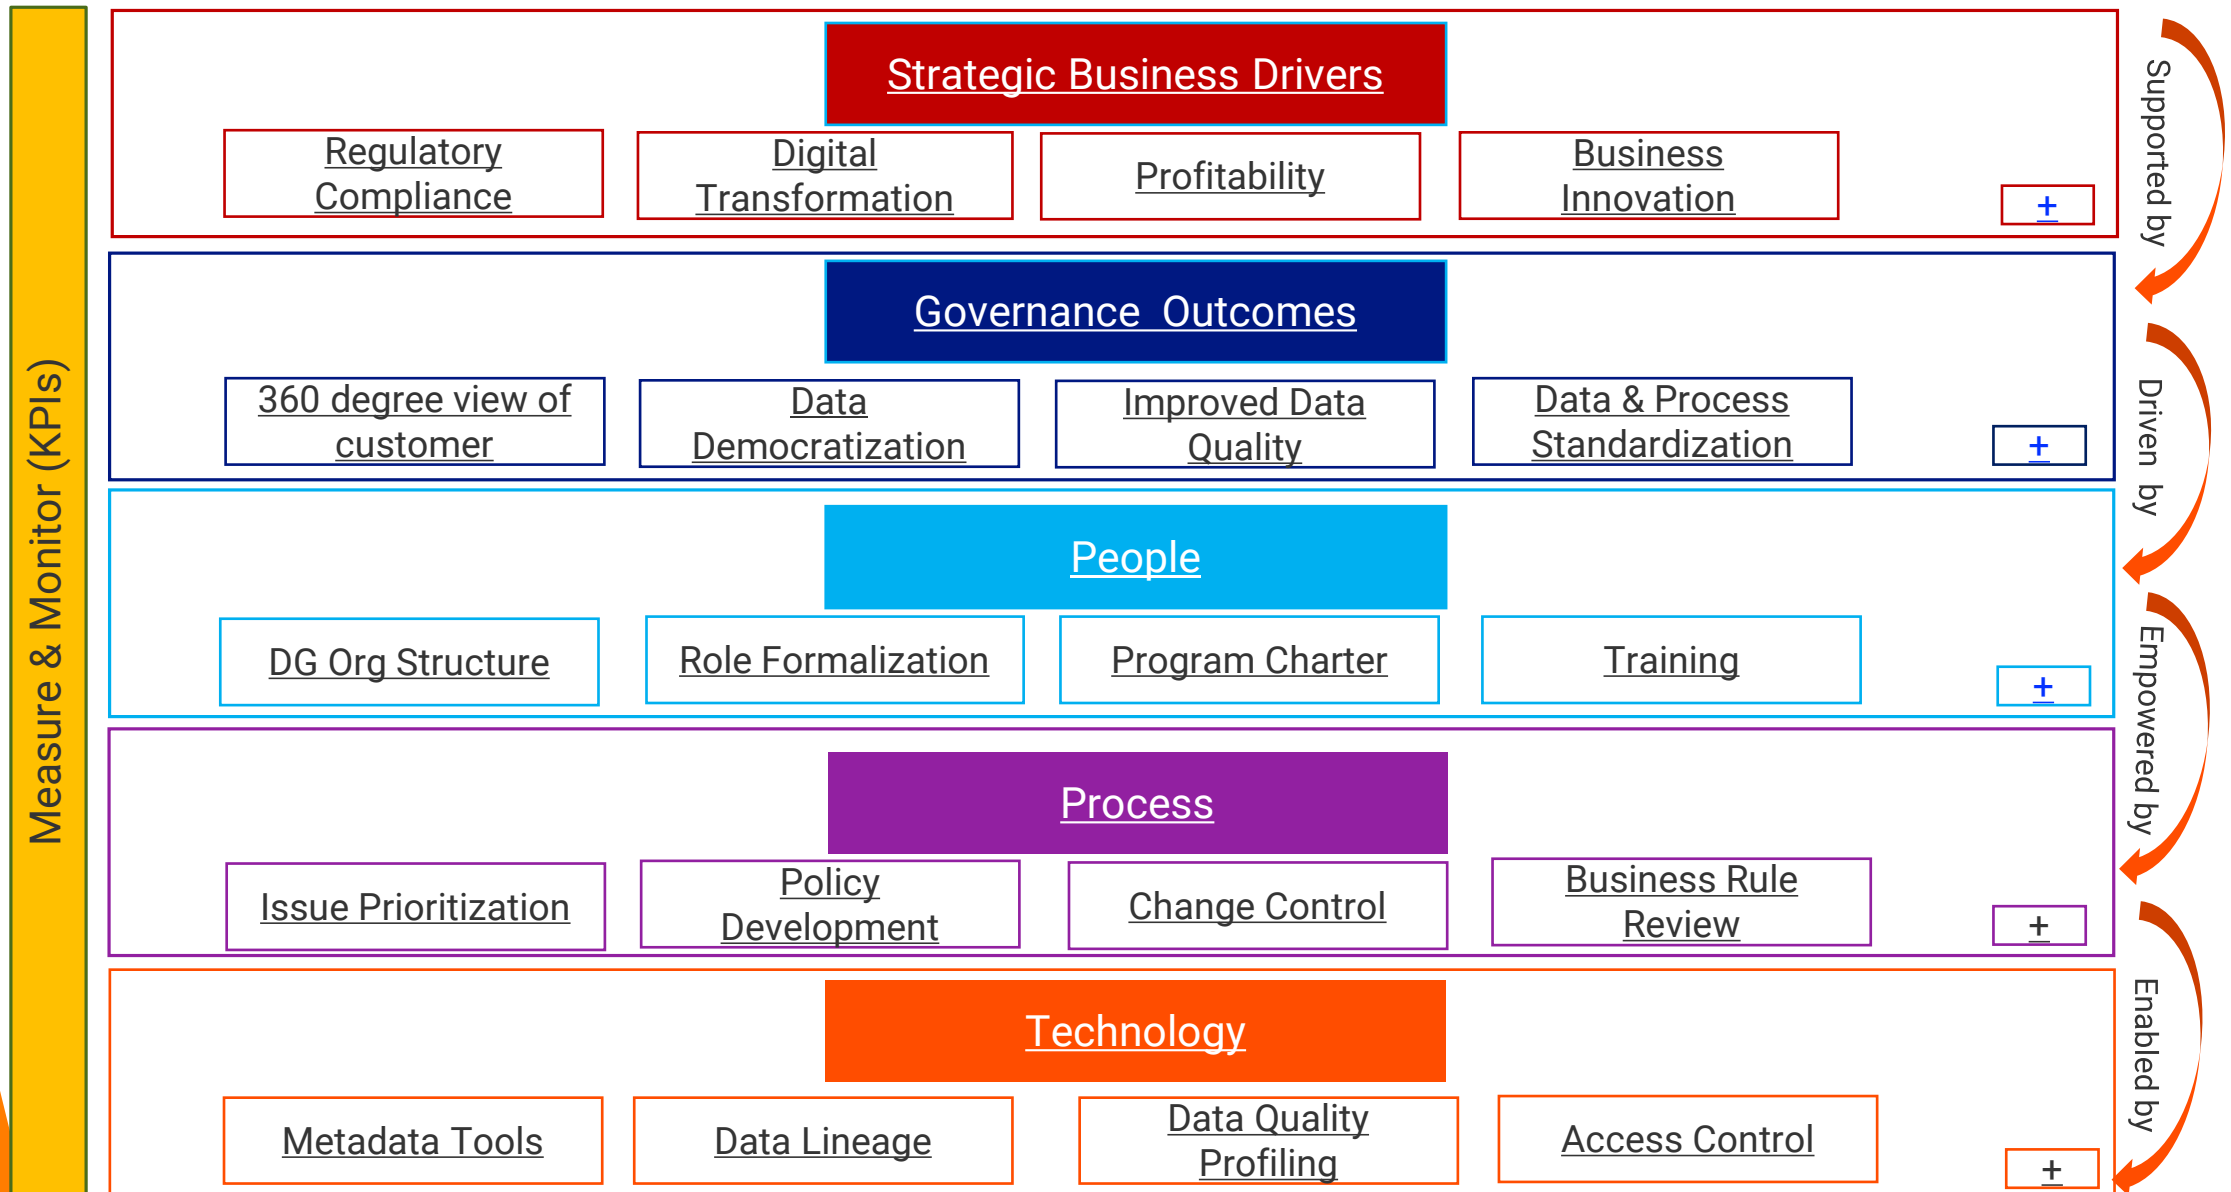 Measure & Monitor (KPIs)
Strategic Business Drivers
Regulatory
Compliance
Digital
Transformation
Profitability
Business
Innovation
+
Supported by
Governance  Outcomes
360 degree view of
customer
Data
Democratization
Improved Data
Quality
Data & Process
Standardization
+
Driven  by
People
DG Org Structure
Role Formalization
Program Charter
Training
+
Empowered by
Process
Issue Prioritization
Policy
Development
Change Control
Business Rule
Review
+
Enabled by
Technology
Metadata Tools
Data Lineage
Data Quality
Profiling
Access Control
+